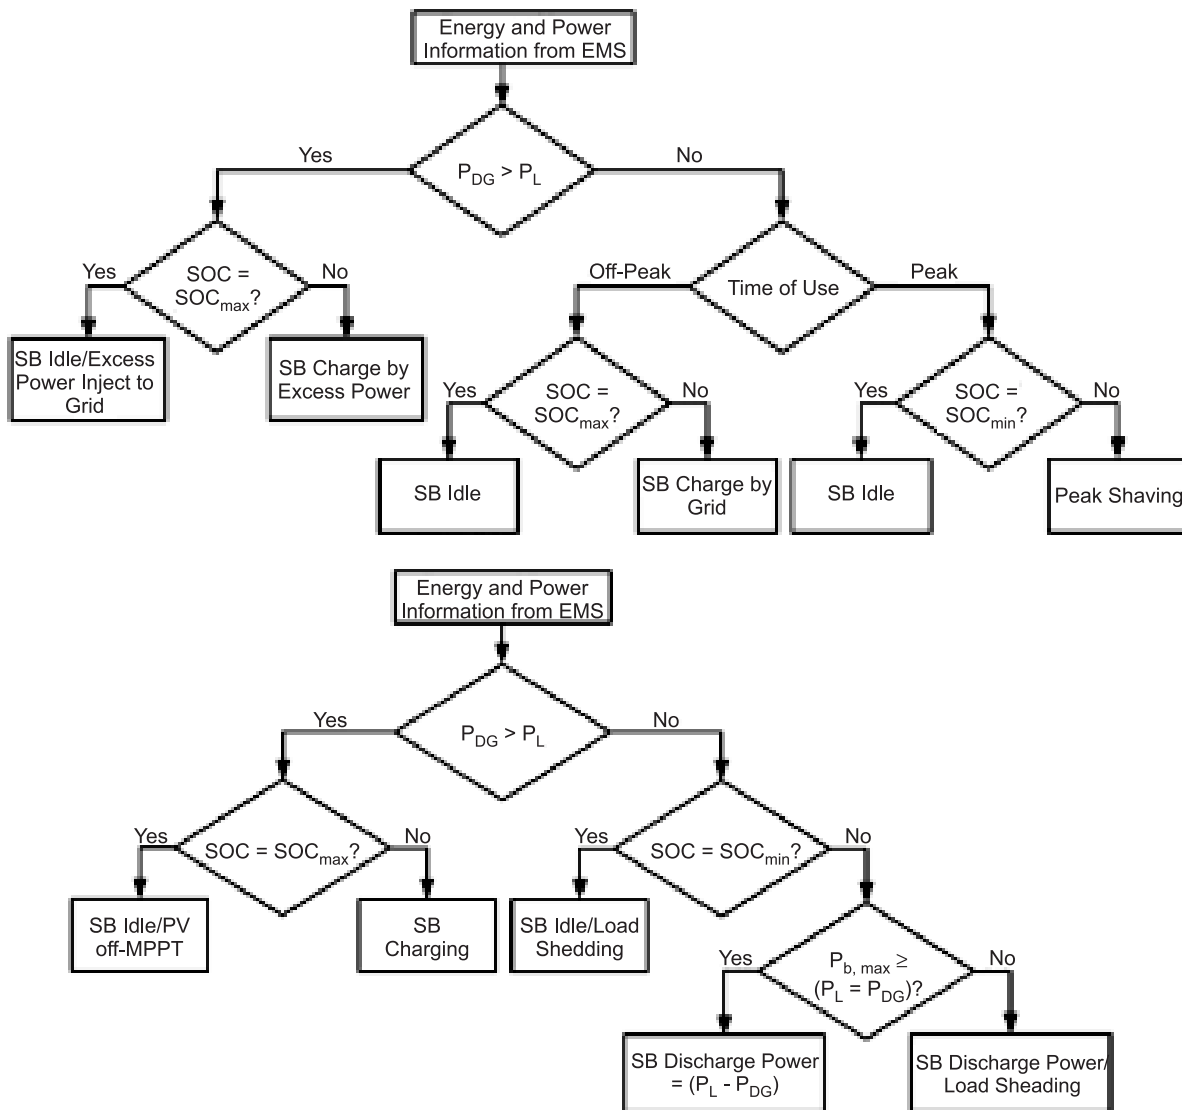 Energy and Power
Information from EMS
Yes
P_DG > P_L
No
Yes
SOC =
SOC_max?
No
Off-Peak
Time of Use
Peak
SB Idle/Excess
Power Inject to
Grid
SB Charge by
Excess Power
Yes
SOC =
SOC_max?
No
Yes
SOC =
SOC_min?
No
SB Idle
SB Charge by
Grid
SB Idle
Peak Shaving
Energy and Power
Information from EMS
Yes
P_DG > P_L
No
Yes
SOC = SOC_max?
No
Yes
SOC = SOC_min?
No
SB Idle/PV
off-MPPT
SB
Charging
SB Idle/Load
Shedding
Yes
P_b, max ≥
(P_L = P_DG)?
No
SB Discharge Power
= (P_L - P_DG)
SB Discharge Power/
Load Sheading